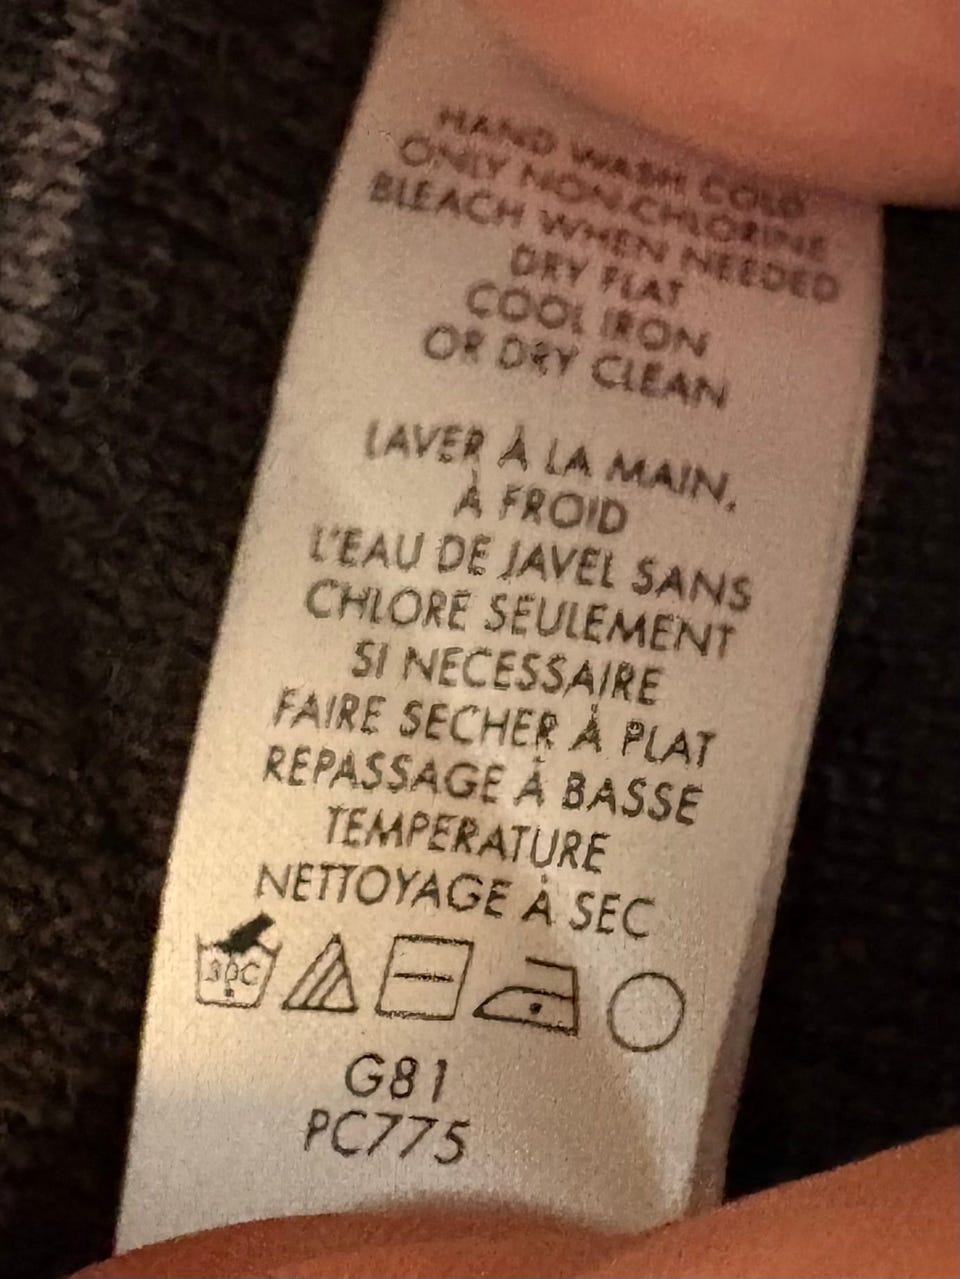 HAND WASH COLD
ONLY NON-CHLORINE
BLEACH WHEN NEEDED
DRY FLAT
COOL IRON
OR DRY CLEAN
LAVER À LA MAIN,
À FROID
L'EAU DE JAVEL SANS
CHLORE SEULEMENT
SI NECESSAIRE
FAIRE SECHER À PLAT
REPASSAGE À BASSE
TEMPERATURE
NETTOYAGE À SEC
30C
G81
PC775